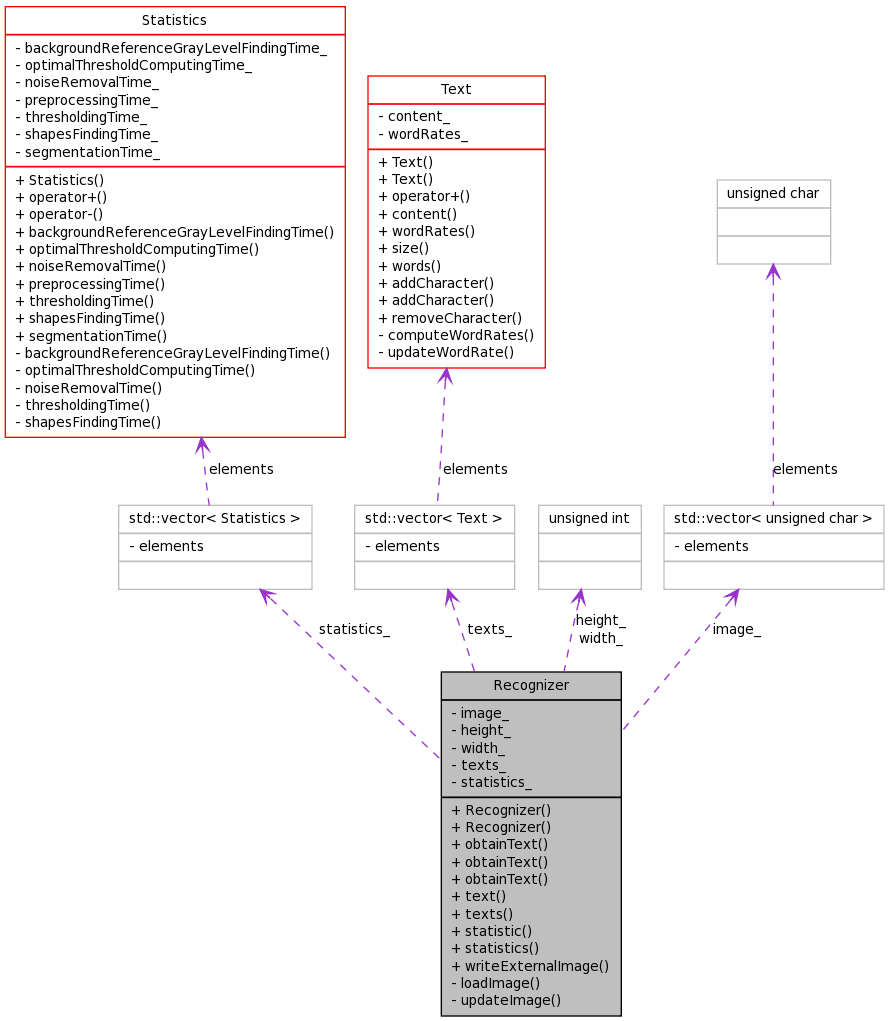 Statistics
- backgroundReferenceGrayLevelFindingTime_
- optimalThresholdComputingTime_
- noiseRemovalTime_
- preprocessingTime_
- thresholdingTime_
- shapesFindingTime_
- segmentationTime_
+ Statistics()
+ operator+()
+ operator-()
+ backgroundReferenceGrayLevelFindingTime()
+ optimalThresholdComputingTime()
+ noiseRemovalTime()
+ preprocessingTime()
+ thresholdingTime()
+ shapesFindingTime()
+ segmentationTime()
- backgroundReferenceGrayLevelFindingTime()
- optimalThresholdComputingTime()
- noiseRemovalTime()
- thresholdingTime()
- shapesFindingTime()
Text
- content_
- wordRates_
+ Text()
+ Text()
+ operator+()
+ content()
+ wordRates()
+ size()
+ words()
+ addCharacter()
+ addCharacter()
+ removeCharacter()
- computeWordRates()
- updateWordRate()
unsigned char
elements
elements
elements
std::vector< Statistics >
- elements
std::vector< Text >
- elements
unsigned int
std::vector< unsigned char >
- elements
statistics_
texts_
height_
width_
image_
Recognizer
- image_
- height_
- width_
- texts_
- statistics_
+ Recognizer()
+ Recognizer()
+ obtainText()
+ obtainText()
+ obtainText()
+ text()
+ texts()
+ statistic()
+ statistics()
+ writeExternalImage()
- loadImage()
- updateImage()